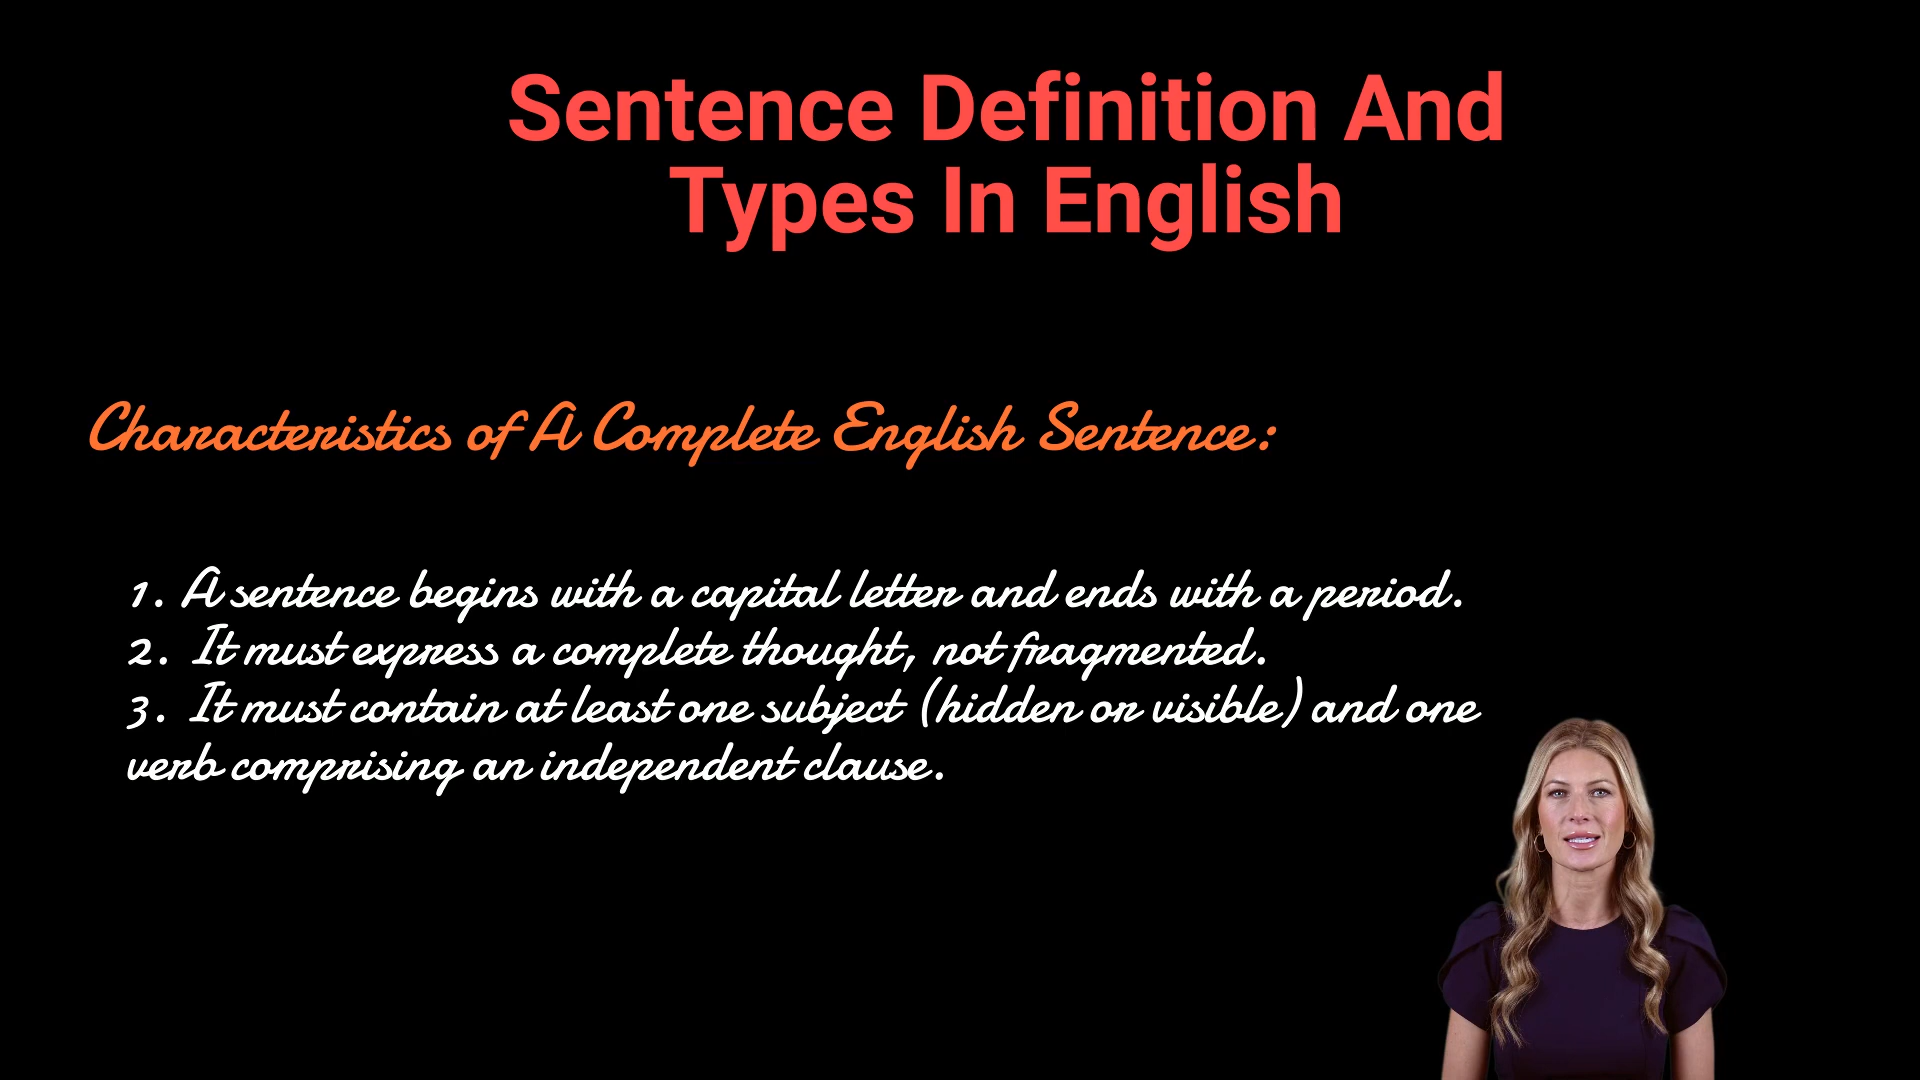 Sentence Definition And
Types In English
Characteristics of A Complete English Sentence:
1. A sentence begins with a capital letter and ends with a period.
2. It must express a complete thought, not fragmented.
3. It must contain at least one subject (hidden or visible) and one
verb comprising an independent clause.